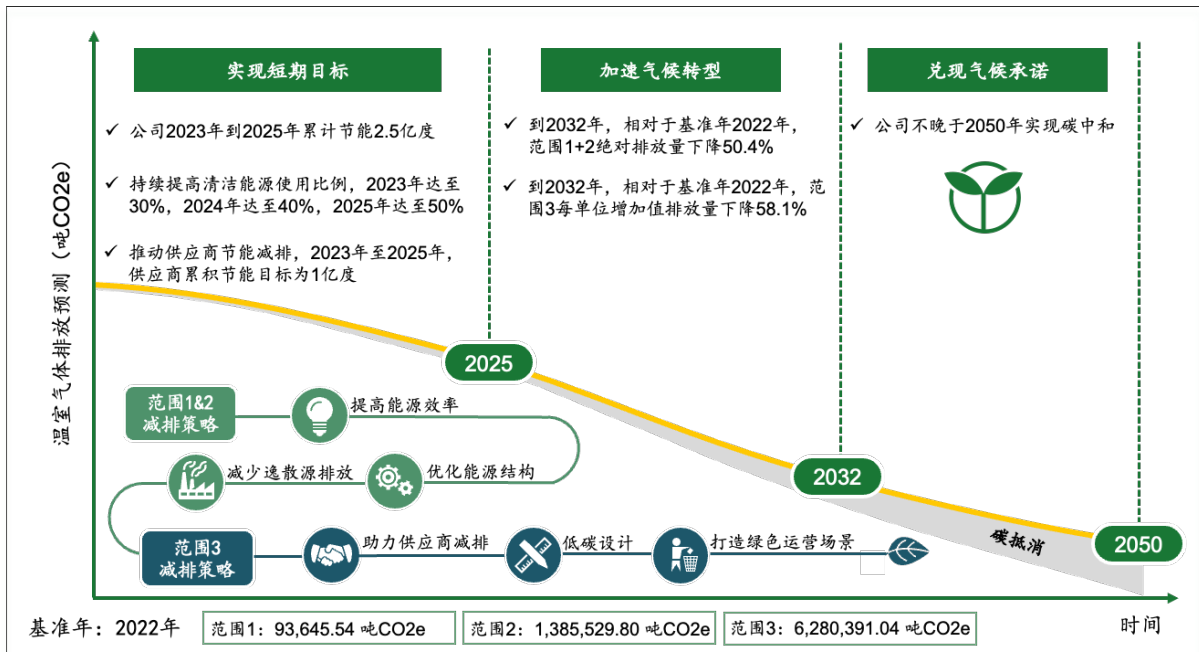 实现短期目标
公司2023年到2025年累计节能2.5亿度
持续提高清洁能源使用比例，2023年达至
30%，2024年达至40%，2025年达至50%
推动供应商节能减排，2023年至2025年，
供应商累积节能目标为1亿度
加速气候转型
到2032年，相对于基准年2022年，
范围1+2绝对排放量下降50.4%
到2032年，相对于基准年2022年，范
围3每单位增加值排放量下降58.1%
兑现气候承诺
公司不晚于2050年实现碳中和
温室气体排放预测（吨CO2e）
2025
2032
2050
碳抵消
范围1&2
减排策略
提高能源效率
优化能源结构
减少逸散源排放
范围3
减排策略
助力供应商减排
低碳设计
打造绿色运营场景
时间
基准年：2022年
范围1：93,645.54 吨CO2e
范围2：1,385,529.80 吨CO2e
范围3：6,280,391.04 吨CO2e